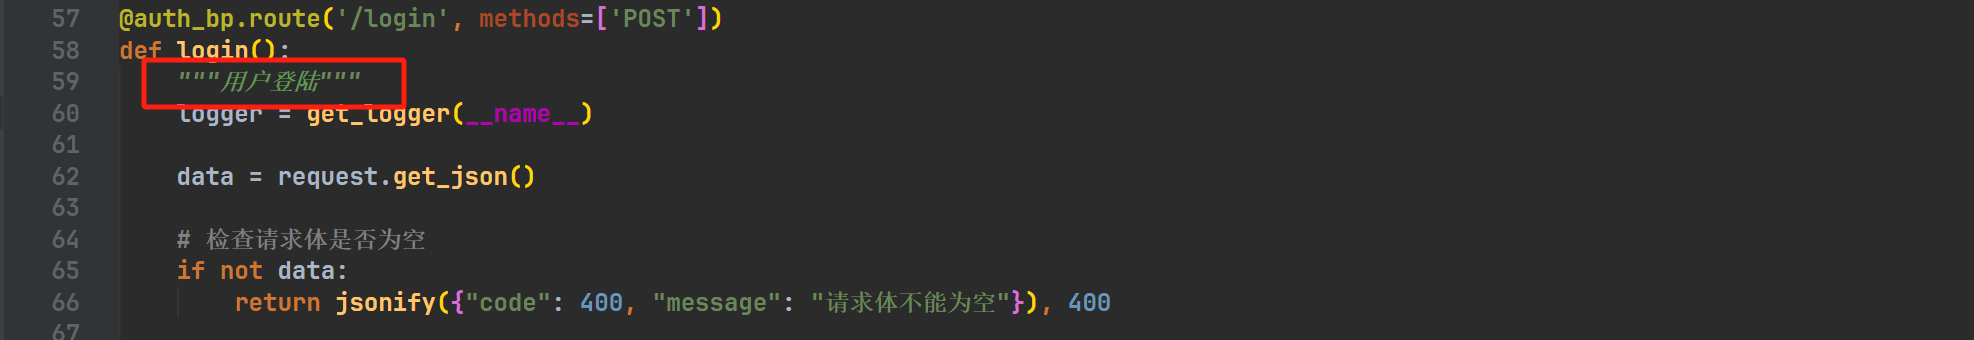 57 @auth_bp.route('/login', methods=['POST'])
58 def login():
59 """用户登陆"""
60 logger = get_logger(__name__)
61
62 data = request.get_json()
63
64 # 检查请求体是否为空
65 if not data:
66 return jsonify({"code": 400, "message": "请求体不能为空"}), 400
67